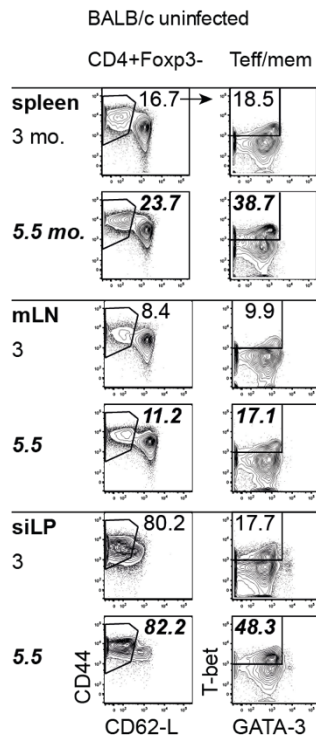 BALB/c uninfected
CD4+Foxp3- Teff/mem
spleen 16.7 18.5
3 mo.
5.5 mo. 23.7 38.7
mLN 8.4 9.9
3
5.5 11.2 17.1
siLP 80.2 17.7
3
5.5 82.2 48.3
CD44 T-bet
CD62-L GATA-3